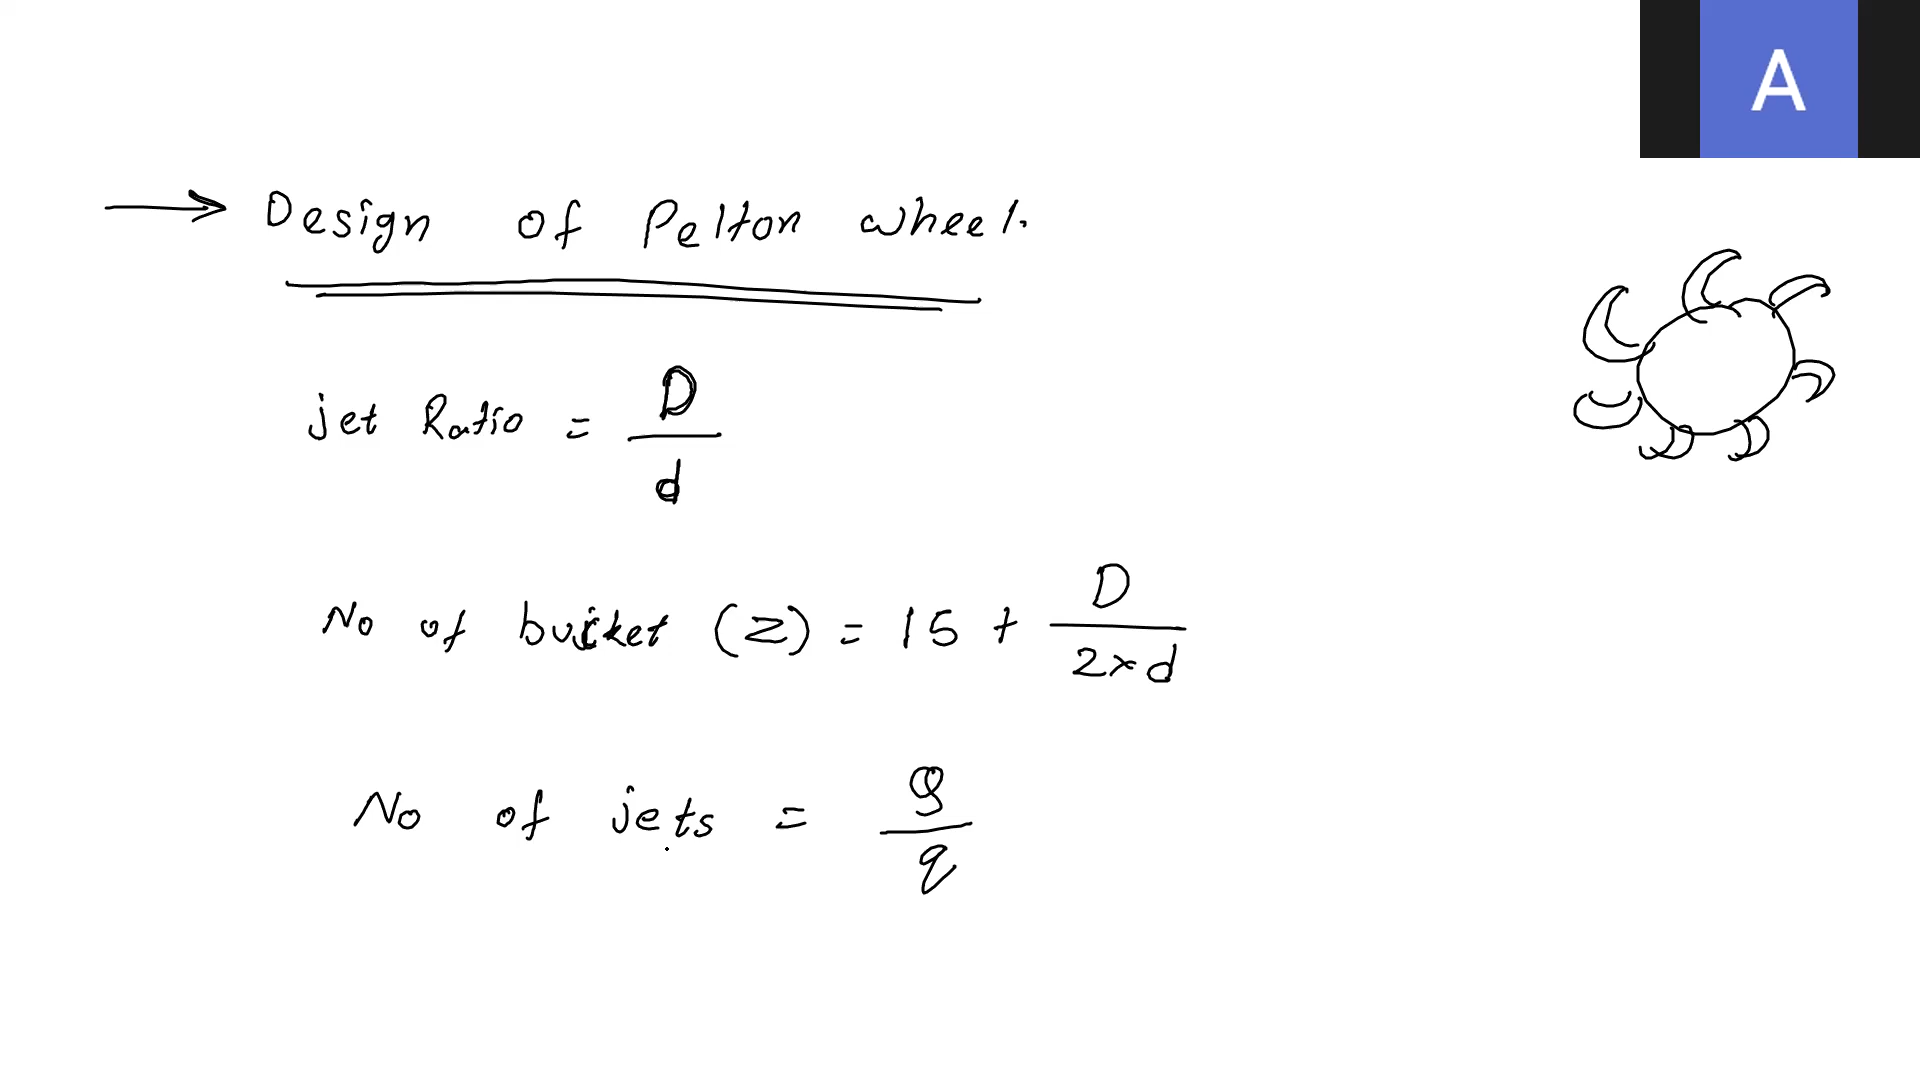 A
→ Design of Pelton wheel.
jet Ratio = D / d
No of bucket (Z) = 15 + D / 2×d
No of jets = Q / q